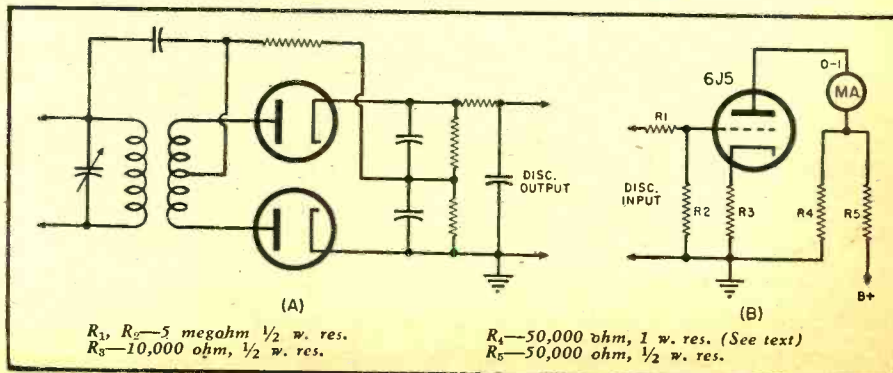 6J5
0-1
MA
R1
DISC.
OUTPUT
DISC.
INPUT
R2
R3
R4
R5
B+
(A)
(B)
R₁, R₂—5 megohm ½ w. res.
R₃—10,000 ohm, ½ w. res.
R₄—50,000 ohm, 1 w. res. (See text)
R₅—50,000 ohm, ½ w. res.